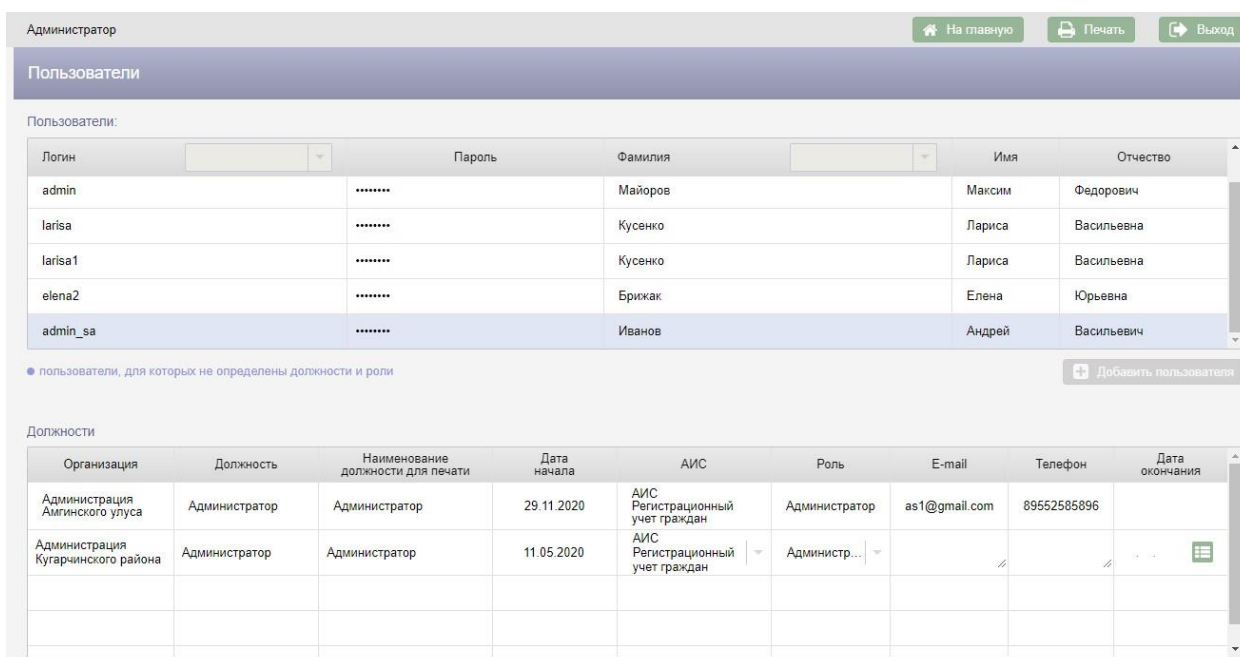 Администратор На главную Печать Выход
Пользователи
Пользователи:
Логин Пароль Фамилия Имя Отчество
admin •••••••• Майоров Максим Федорович
larisa •••••••• Кусенко Лариса Васильевна
larisa1 •••••••• Кусенко Лариса Васильевна
elena2 •••••••• Брижак Елена Юрьевна
admin_sa •••••••• Иванов Андрей Васильевич
пользователи, для которых не определены должности и роли Добавить пользователя
Должности
Организация Должность Наименование должности для печати Дата начала АИС Роль E-mail Телефон Дата окончания
Администрация Амгинского улуса Администратор Администратор 29.11.2020 АИС Регистрационный учет граждан Администратор as1@gmail.com 89552585896
Администрация Кугарчинского района Администратор Администратор 11.05.2020 АИС Регистрационный учет граждан Администр...